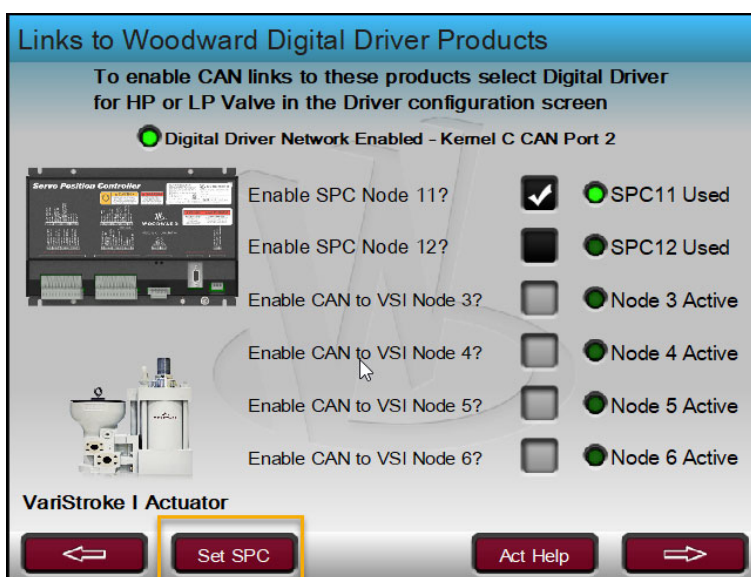 Links to Woodward Digital Driver Products
To enable CAN links to these products select Digital Driver
for HP or LP Valve in the Driver configuration screen
Digital Driver Network Enabled - Kernel C CAN Port 2
Servo Position Controller
Enable SPC Node 11?
SPC11 Used
Enable SPC Node 12?
SPC12 Used
Enable CAN to VSI Node 3?
Node 3 Active
Enable CAN to VSI Node 4?
Node 4 Active
Enable CAN to VSI Node 5?
Node 5 Active
Enable CAN to VSI Node 6?
Node 6 Active
VariStroke I Actuator
Set SPC
Act Help